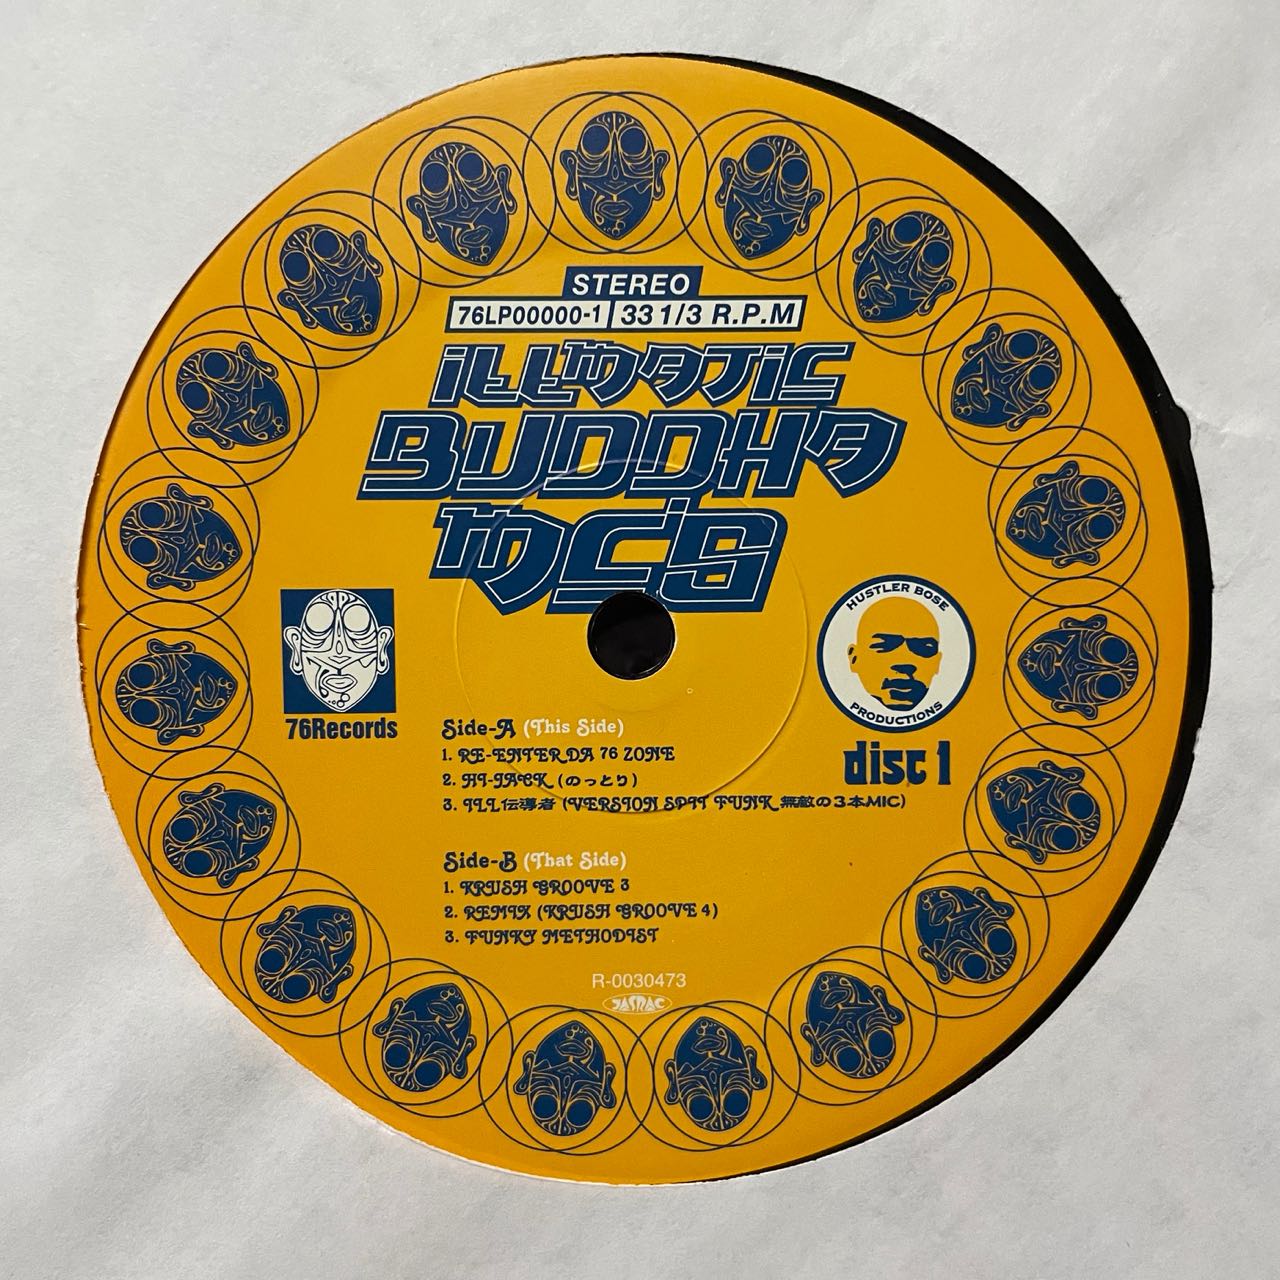 STEREO
76LP00000-1 33 1/3 R.P.M
ILLMATIC
BUDDHA
MC'S
76Records
HUSTLER BOSE
PRODUCTIONS
disc 1
Side-A (This Side)
1. RE-ENTER DA 76 ZONE
2. HI-JACK (のっとり)
3. ILL伝導者 (VERSION SPIT FUNK 無敵の3本MIC)
Side-B (That Side)
1. KRUSH GROOVE 3
2. REMIX (KRUSH GROOVE 4)
3. FUNKY METHODIST
R-0030473
JASRAC